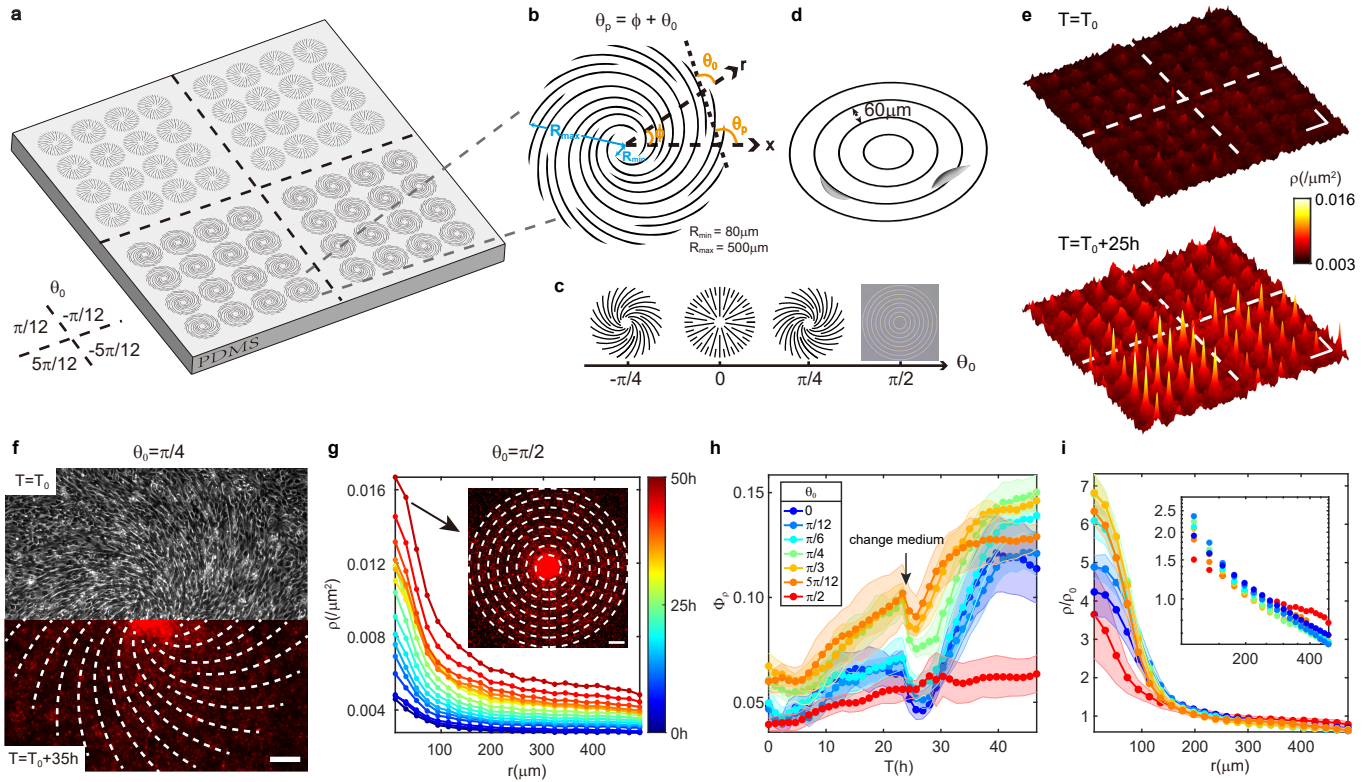 a
θ₀
π/12
-π/12
5π/12
-5π/12
PDMS
b
θp = ϕ + θ₀
θ₀
r
Rmax
ϕ
θp
Rmin
x
Rmin = 80μm
Rmax = 500μm
c
-π/4
0
π/4
π/2
θ₀
d
60μm
e
T=T₀
ρ(/μm²)
0.016
0.003
T=T₀+25h
f
θ₀=π/4
T=T₀
T=T₀+35h
g
θ₀=π/2
0.016
0.012
0.008
0.004
ρ(/μm²)
100
200
300
400
r(μm)
50h
25h
0h
h
0.15
0.10
0.05
Φρ
θ₀
0
π/12
π/6
π/4
π/3
5π/12
π/2
change medium
0
10
20
30
40
T(h)
i
7
6
5
4
3
2
1
ρ/ρ₀
2.5
2.0
1.5
1.0
200
400
100
200
300
400
r(μm)